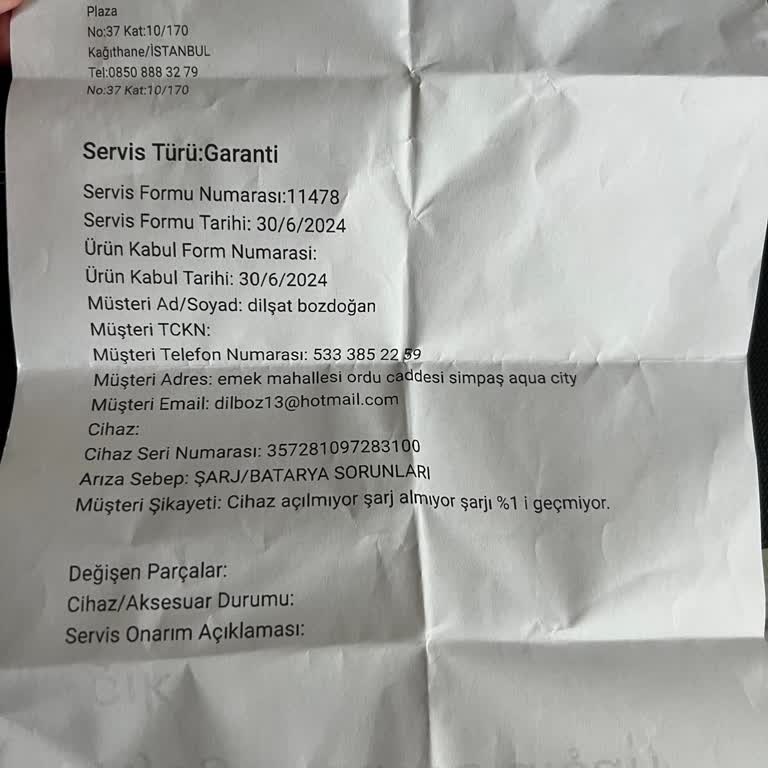 Plaza
No:37 Kat:10/170
Kağıthane/İSTANBUL
Tel:0850 888 32 79
No:37 Kat:10/170
Servis Türü:Garanti
Servis Formu Numarası:11478
Servis Formu Tarihi: 30/6/2024
Ürün Kabul Form Numarasi:
Ürün Kabul Tarihi: 30/6/2024
Müsteri Ad/Soyad: dilşat bozdoğan
Müşteri TCKN:
Müşteri Telefon Numarası: 533 385 22 59
Müşteri Adres: emek mahallesi ordu caddesi simpaş aqua city
Müşteri Email: dilboz13@hotmail.com
Cihaz:
Cihaz Seri Numarası: 357281097283100
Arıza Sebep: ŞARJ/BATARYA SORUNLARI
Müşteri Şikayeti: Cihaz açılmıyor şarj almıyor şarjı %1 i geçmiyor.
Değişen Parçalar:
Cihaz/Aksesuar Durumu:
Servis Onarım Açıklaması: